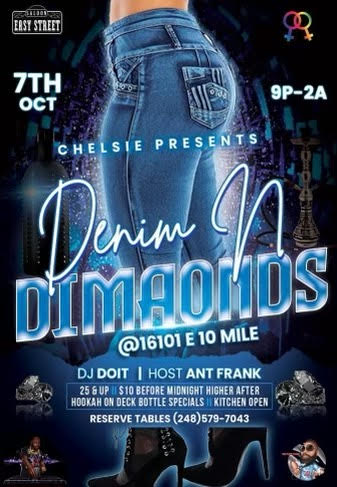 SALOON
EASY STREET
7TH
OCT
9P-2A
CHELSIE PRESENTS
Denim N
DIMAONDS
@16101 E 10 MILE
DJ DOIT | HOST ANT FRANK
25 & UP // $10 BEFORE MIDNIGHT HIGHER AFTER
HOOKAH ON DECK BOTTLE SPECIALS // KITCHEN OPEN
RESERVE TABLES (248)579-7043